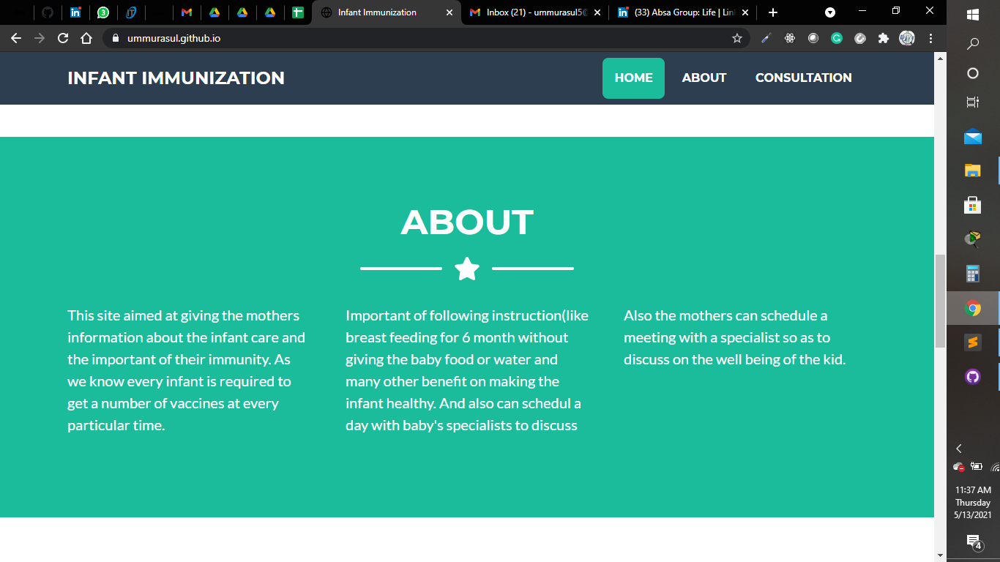 3
Infant Immunization
Inbox (21) - ummurasul5@
(33) Absa Group: Life | Lin
ummurasul.github.io
INFANT IMMUNIZATION
HOME
ABOUT
CONSULTATION
ABOUT
This site aimed at giving the mothers
information about the infant care and
the important of their immunity. As
we know every infant is required to
get a number of vaccines at every
particular time.
Important of following instruction(like
breast feeding for 6 month without
giving the baby food or water and
many other benefit on making the
infant healthy. And also can schedul a
day with baby's specialists to discuss
Also the mothers can schedule a
meeting with a specialist so as to
discuss on the well being of the kid.
11:37 AM
Thursday
5/13/2021
4